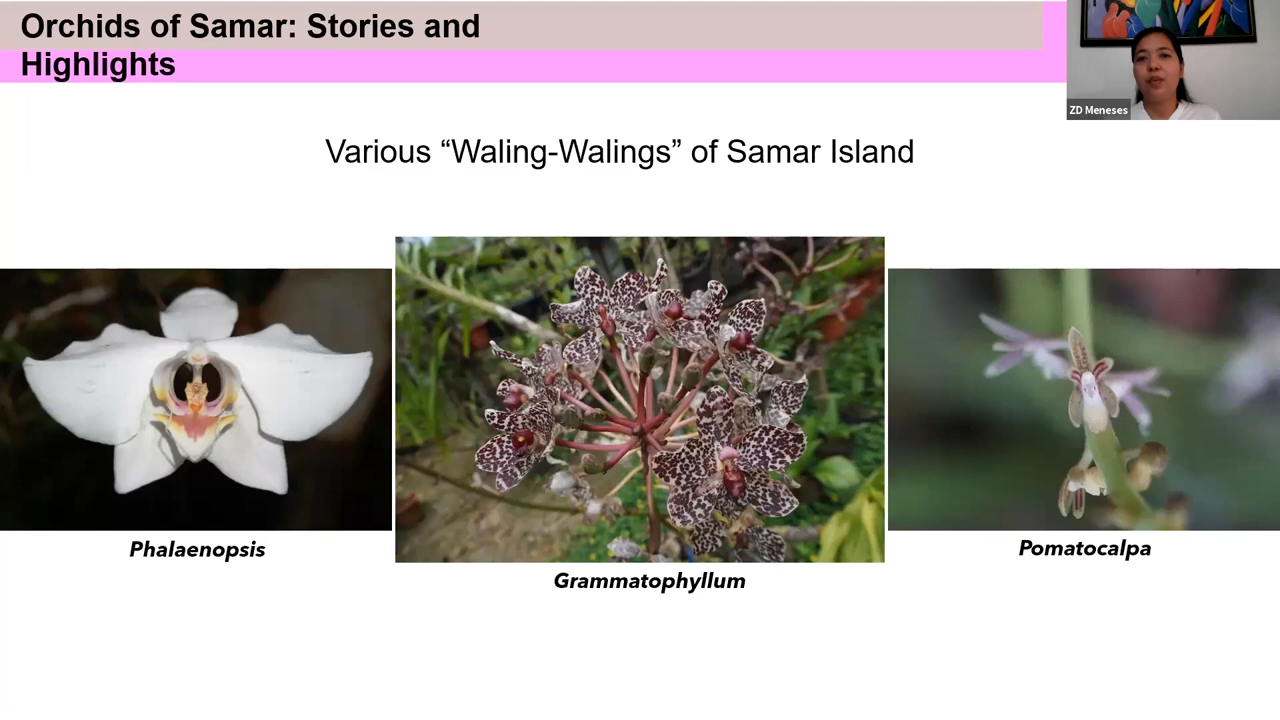 Orchids of Samar: Stories and
Highlights
ZD Meneses
Various “Waling-Walings” of Samar Island
Phalaenopsis
Grammatophyllum
Pomatocalpa